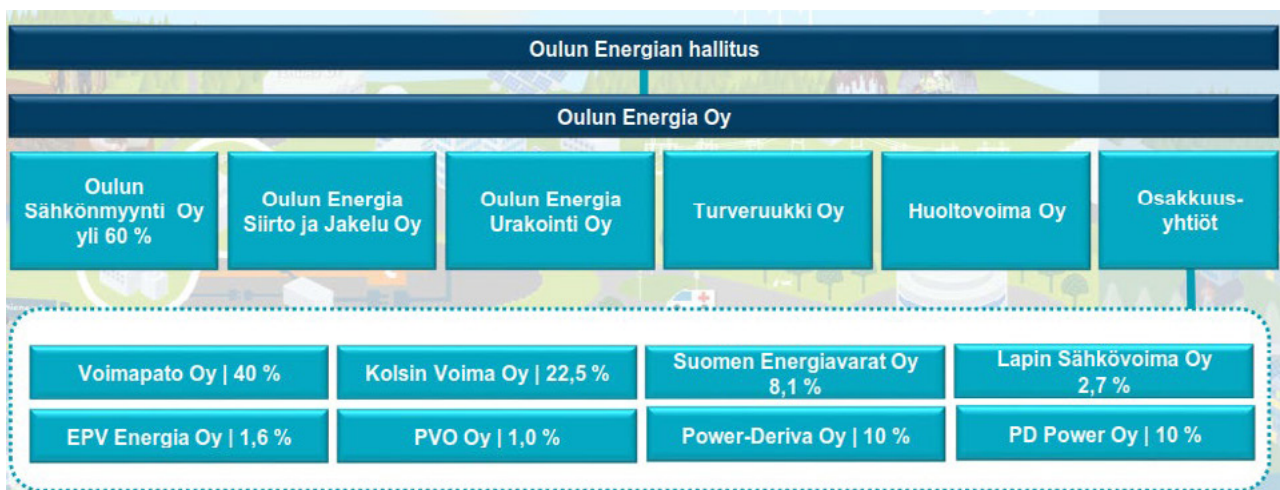 Oulun Energian hallitus
Oulun Energia Oy
Oulun
Sähkönmyynti Oy
yli 60 %
Oulun Energia
Siirto ja Jakelu Oy
Oulun Energia
Urakointi Oy
Turveruukki Oy
Huoltovoima Oy
Osakkuus-
yhtiöt
Voimapato Oy | 40 %
Kolsin Voima Oy | 22,5 %
Suomen Energiavarat Oy
8,1 %
Lapin Sähkövoima Oy
2,7 %
EPV Energia Oy | 1,6 %
PVO Oy | 1,0 %
Power-Deriva Oy | 10 %
PD Power Oy | 10 %